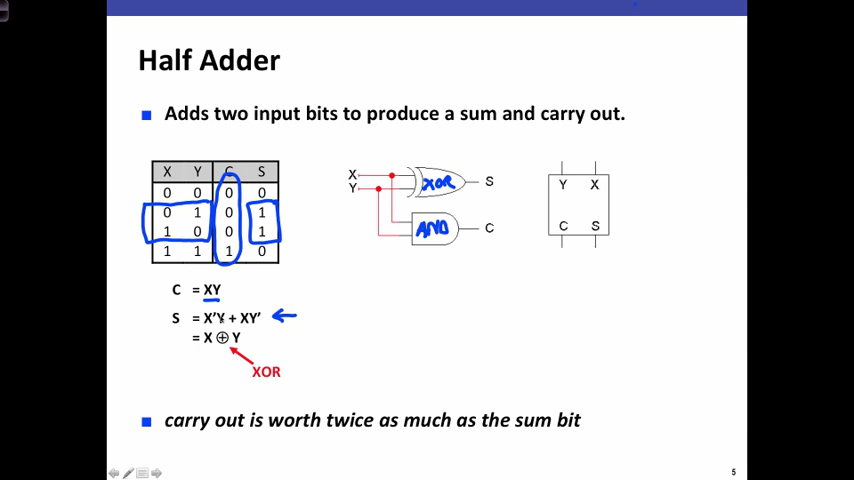 Half Adder
Adds two input bits to produce a sum and carry out.
X Y C S
0 0 0 0
0 1 0 1
1 0 0 1
1 1 1 0
X
Y
XOR
S
AND
C
Y X
C S
C = XY
S = X'Y + XY'
= X ⊕ Y
XOR
carry out is worth twice as much as the sum bit
5